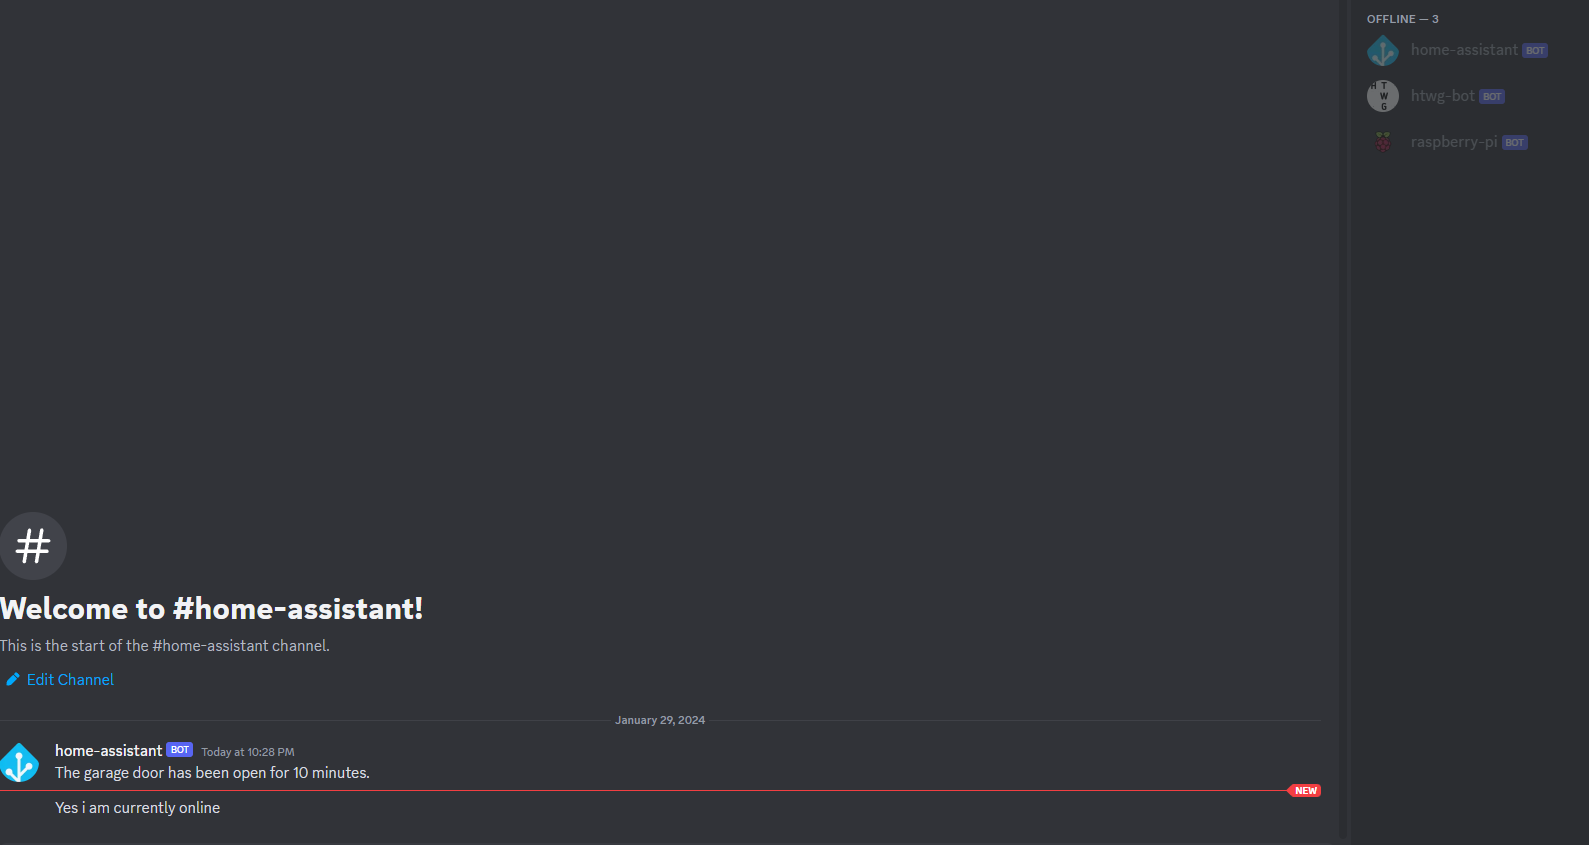 OFFLINE — 3
home-assistant BOT
H T W G
htwg-bot BOT
raspberry-pi BOT
Welcome to #home-assistant!
This is the start of the #home-assistant channel.
Edit Channel
January 29, 2024
home-assistant BOT Today at 10:28 PM
The garage door has been open for 10 minutes.
NEW
Yes i am currently online